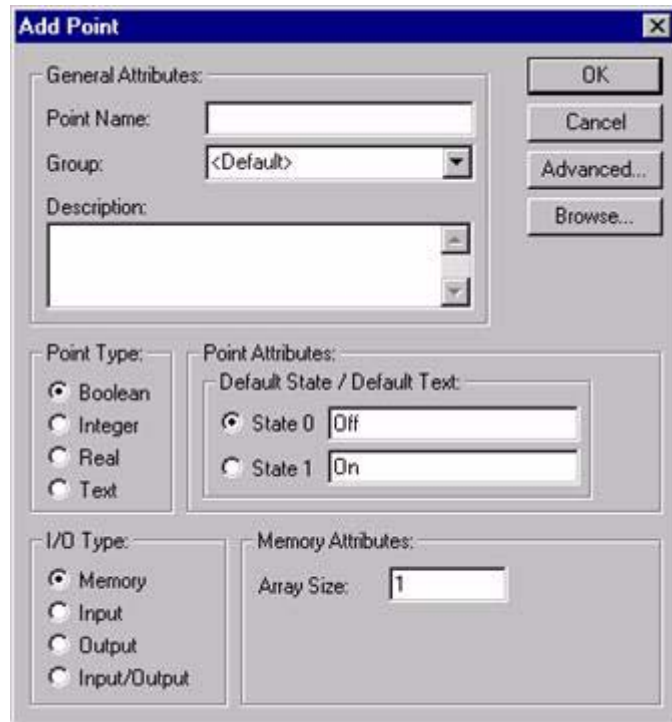 Add Point
General Attributes:
Point Name:
Group: <Default>
Description:
OK
Cancel
Advanced...
Browse...
Point Type:
Boolean
Integer
Real
Text
Point Attributes:
Default State / Default Text:
State 0 Off
State 1 On
I/O Type:
Memory
Input
Output
Input/Output
Memory Attributes:
Array Size: 1